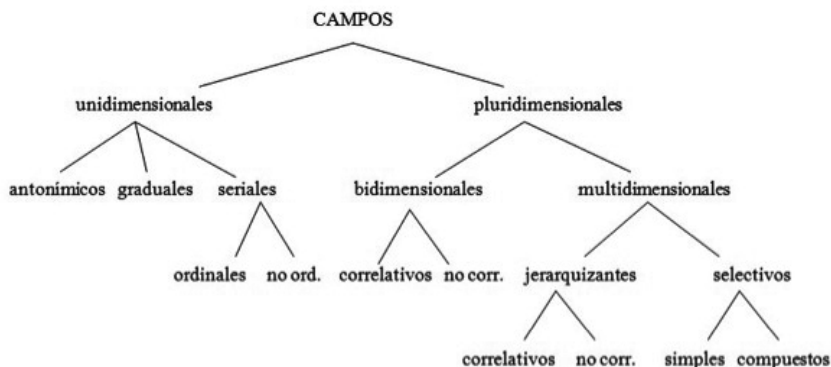 CAMPOS
unidimensionales pluridimensionales
antonímicos graduales seriales bidimensionales multidimensionales
ordinales no ord. correlativos no corr. jerarquizantes selectivos
correlativos no corr. simples compuestos